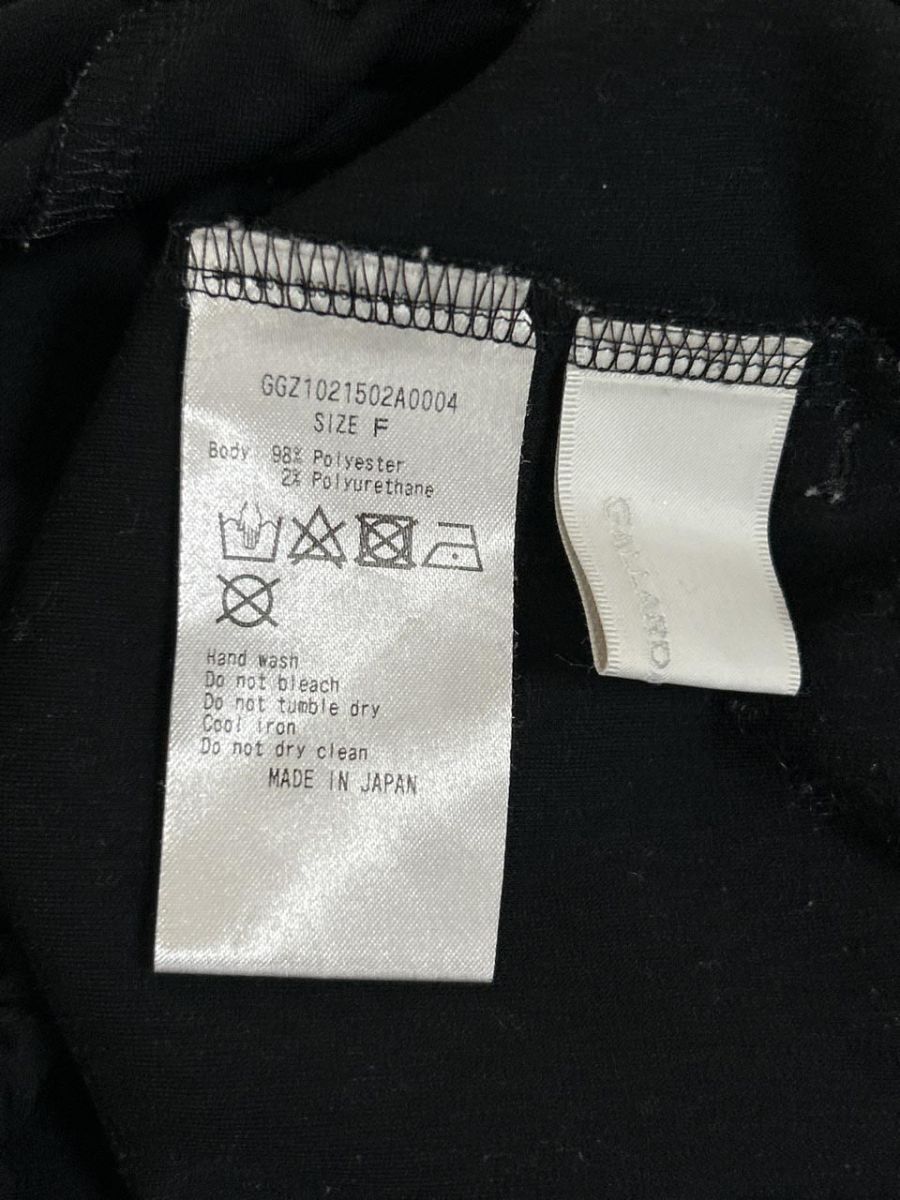 GGZ1021502A0004
SIZE F
Body 98% Polyester
2% Polyurethane
Hand wash
Do not bleach
Do not tumble dry
Cool iron
Do not dry clean
MADE IN JAPAN